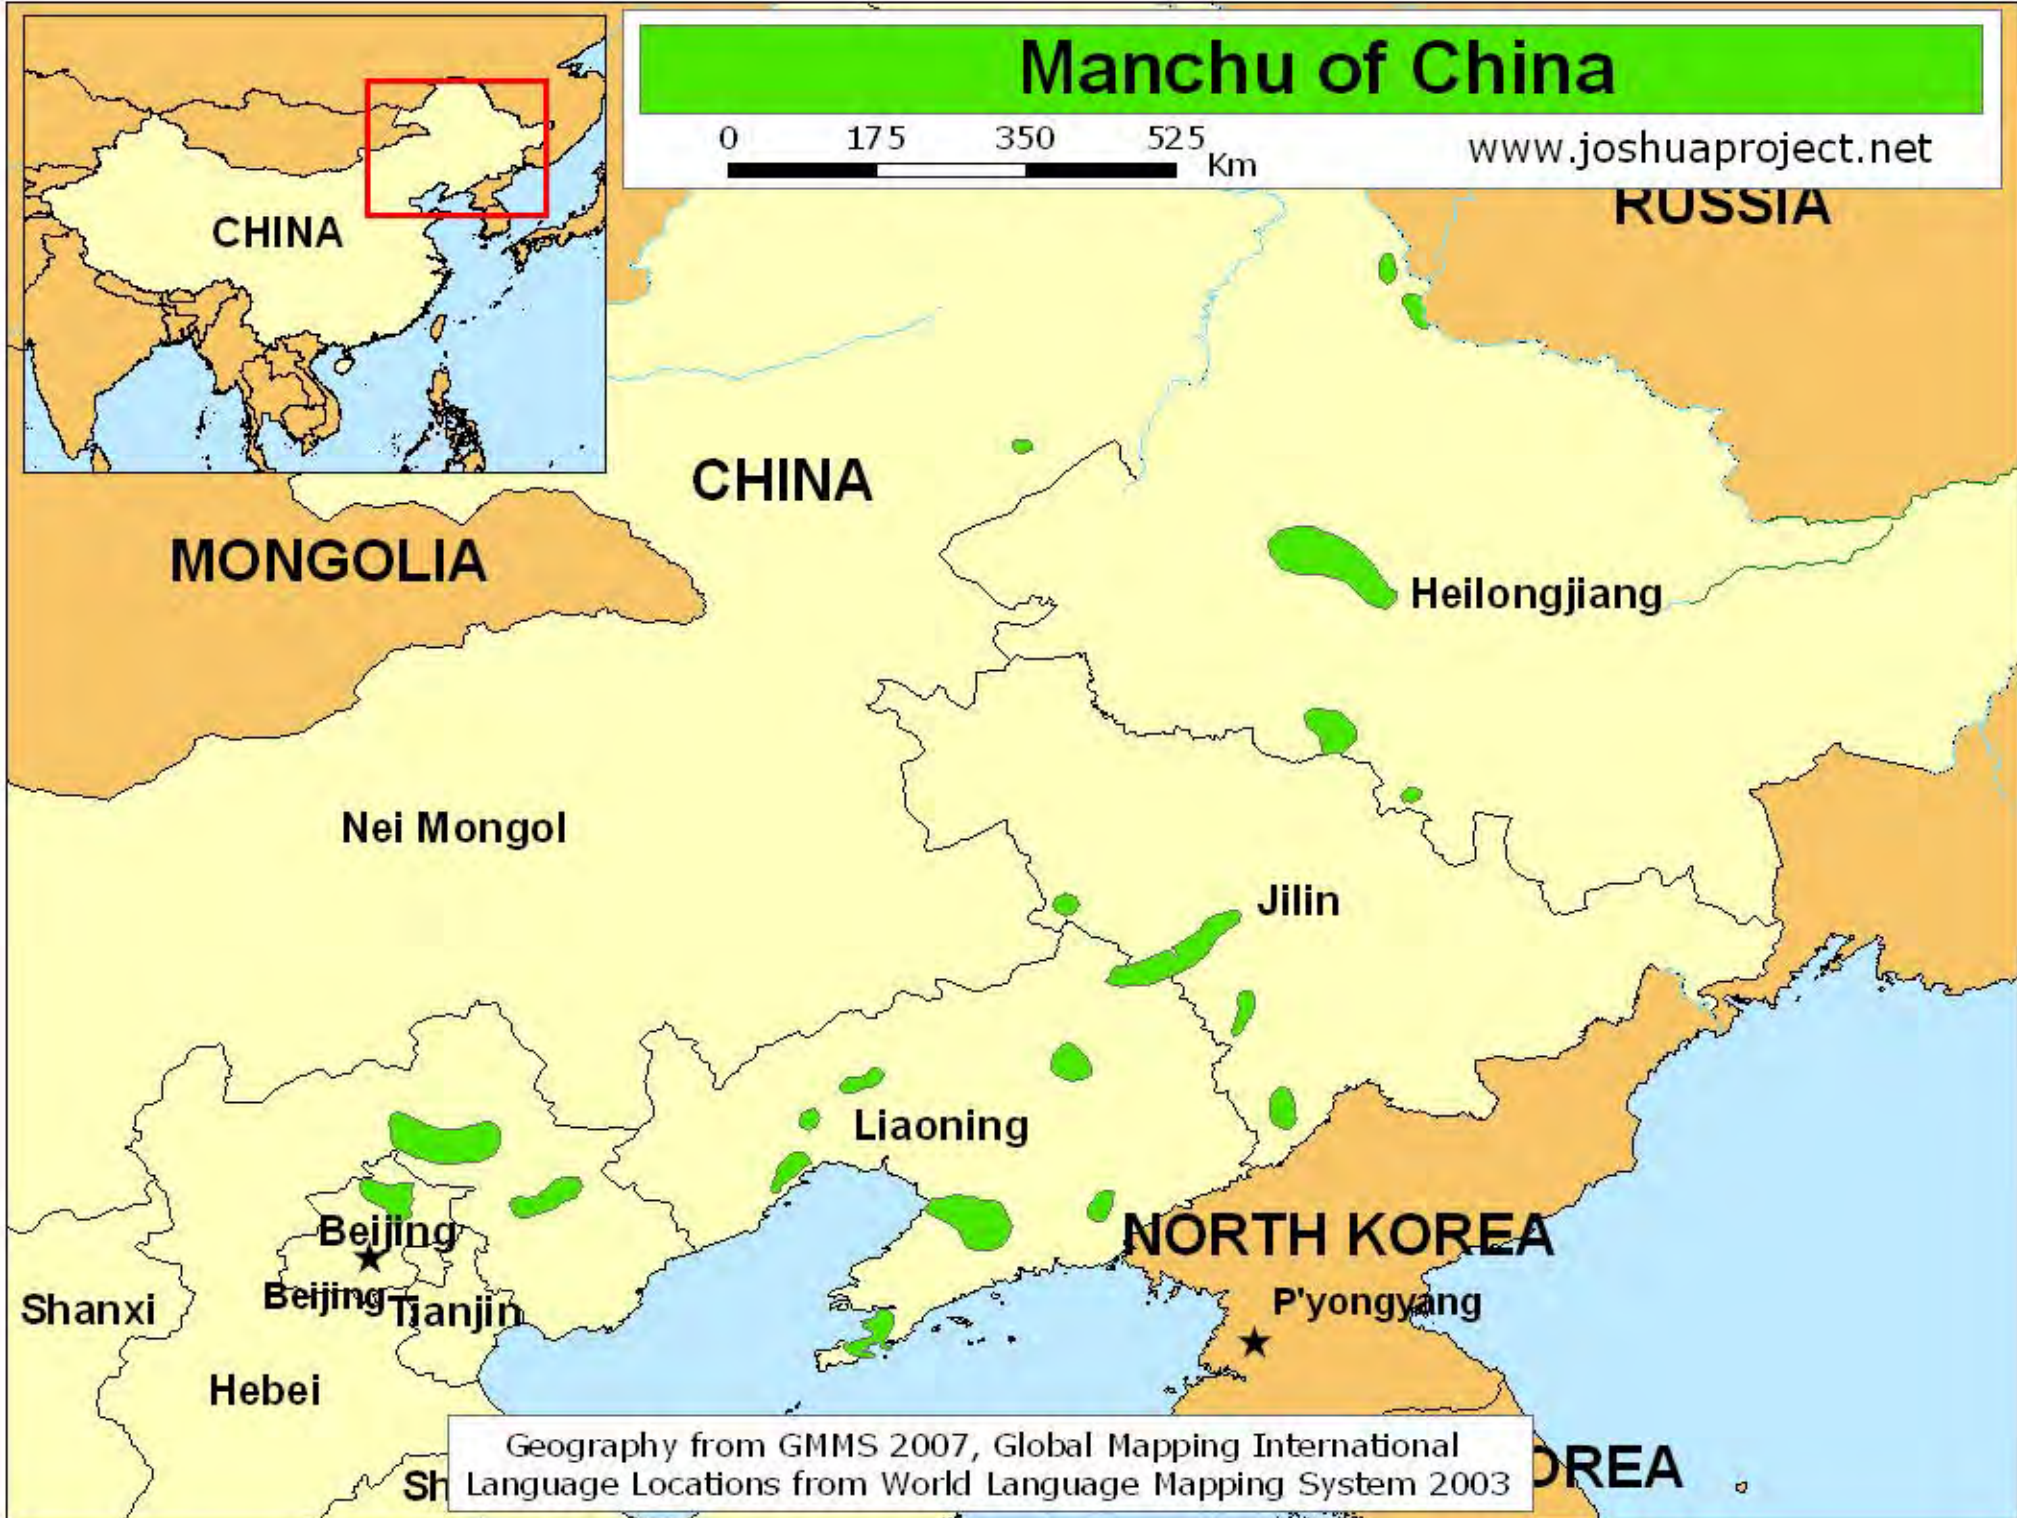 Manchu of China
0 175 350 525
Km
www.joshuaproject.net
CHINA
RUSSIA
CHINA
MONGOLIA
Heilongjiang
Nei Mongol
Jilin
Liaoning
Beijing
NORTH KOREA
Beijing
Tianjin
P'yongyang
Shanxi
Hebei
Sh
OREA
Geography from GMMS 2007, Global Mapping International
Language Locations from World Language Mapping System 2003